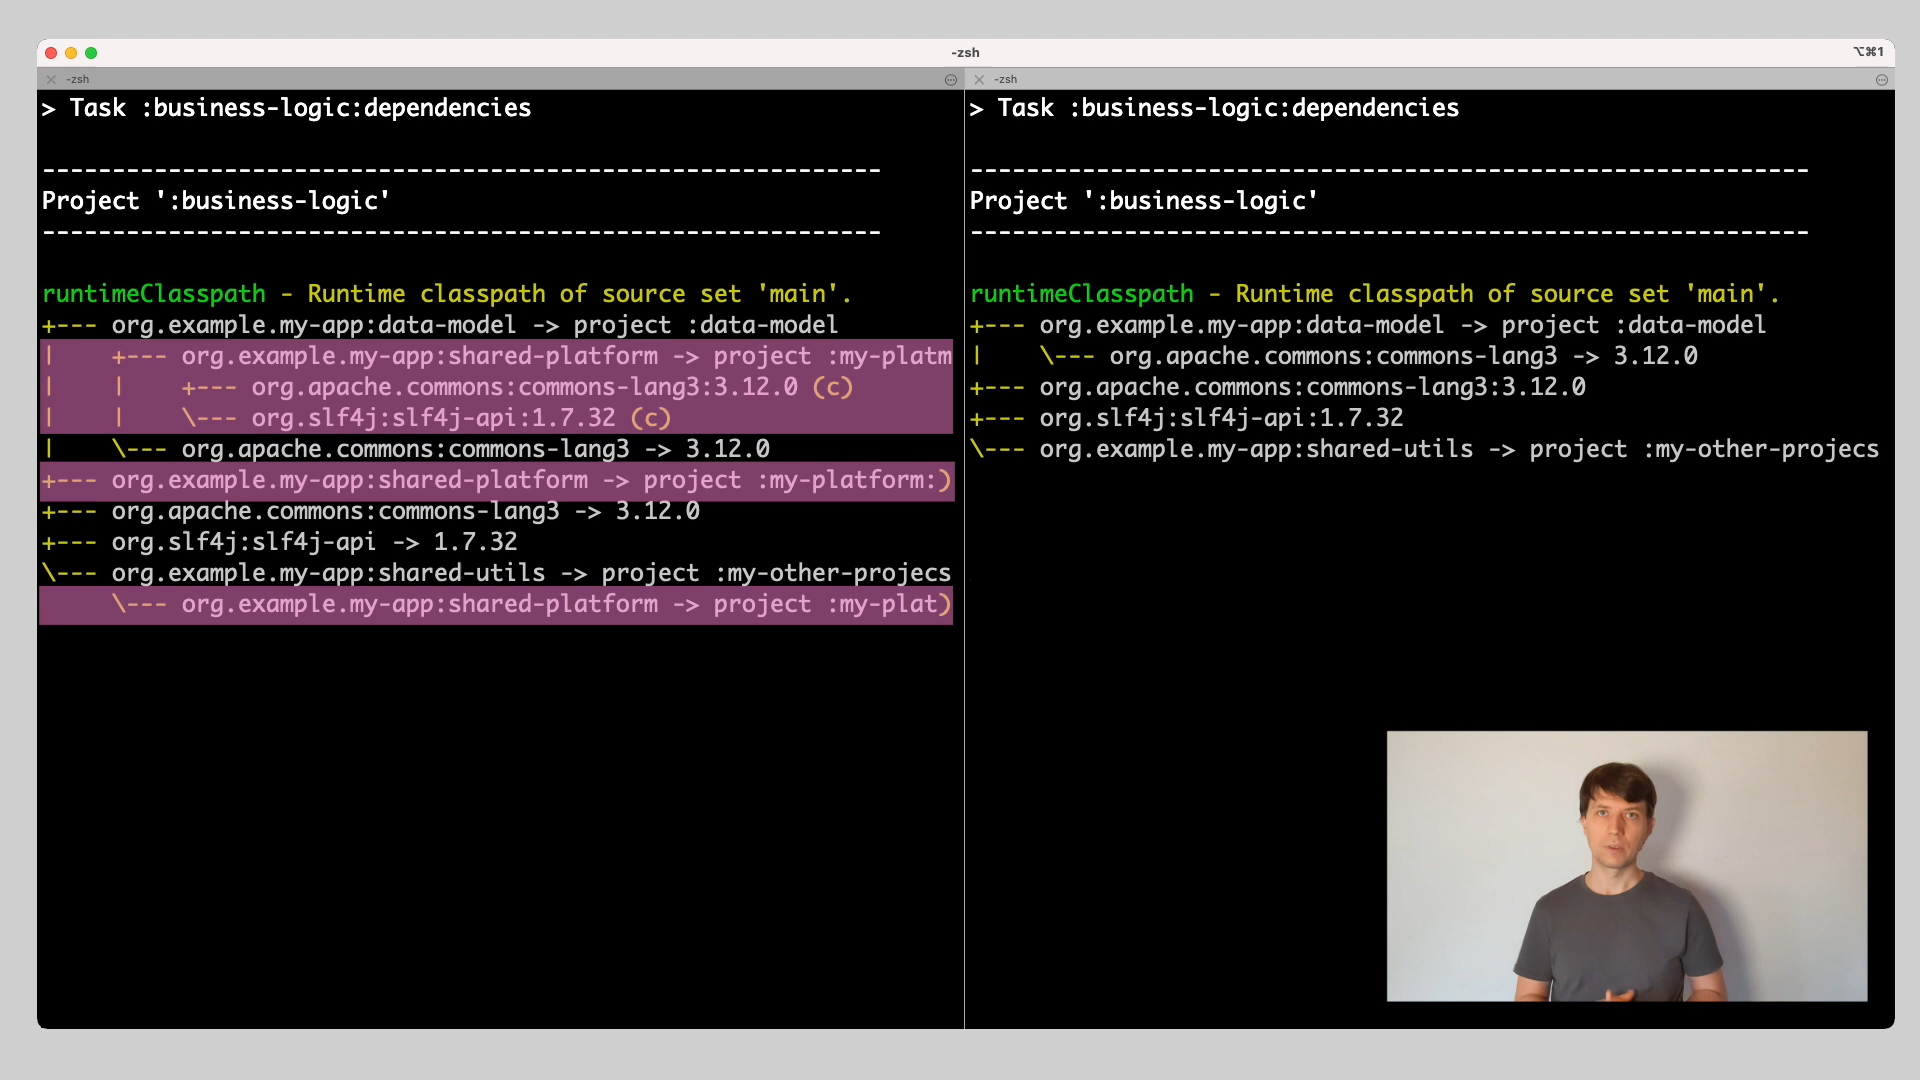 -zsh
⌥⌘1
-zsh
> Task :business-logic:dependencies
------------------------------------------------------------
Project ':business-logic'
------------------------------------------------------------
runtimeClasspath - Runtime classpath of source set 'main'.
+--- org.example.my-app:data-model -> project :data-model
|    +--- org.example.my-app:shared-platform -> project :my-platm
|    |    +--- org.apache.commons:commons-lang3:3.12.0 (c)
|    |    \--- org.slf4j:slf4j-api:1.7.32 (c)
|    \--- org.apache.commons:commons-lang3 -> 3.12.0
+--- org.example.my-app:shared-platform -> project :my-platform:)
+--- org.apache.commons:commons-lang3 -> 3.12.0
+--- org.slf4j:slf4j-api -> 1.7.32
\--- org.example.my-app:shared-utils -> project :my-other-projecs
     \--- org.example.my-app:shared-platform -> project :my-plat)
-zsh
> Task :business-logic:dependencies
------------------------------------------------------------
Project ':business-logic'
------------------------------------------------------------
runtimeClasspath - Runtime classpath of source set 'main'.
+--- org.example.my-app:data-model -> project :data-model
|    \--- org.apache.commons:commons-lang3 -> 3.12.0
+--- org.apache.commons:commons-lang3:3.12.0
+--- org.slf4j:slf4j-api:1.7.32
\--- org.example.my-app:shared-utils -> project :my-other-projecs